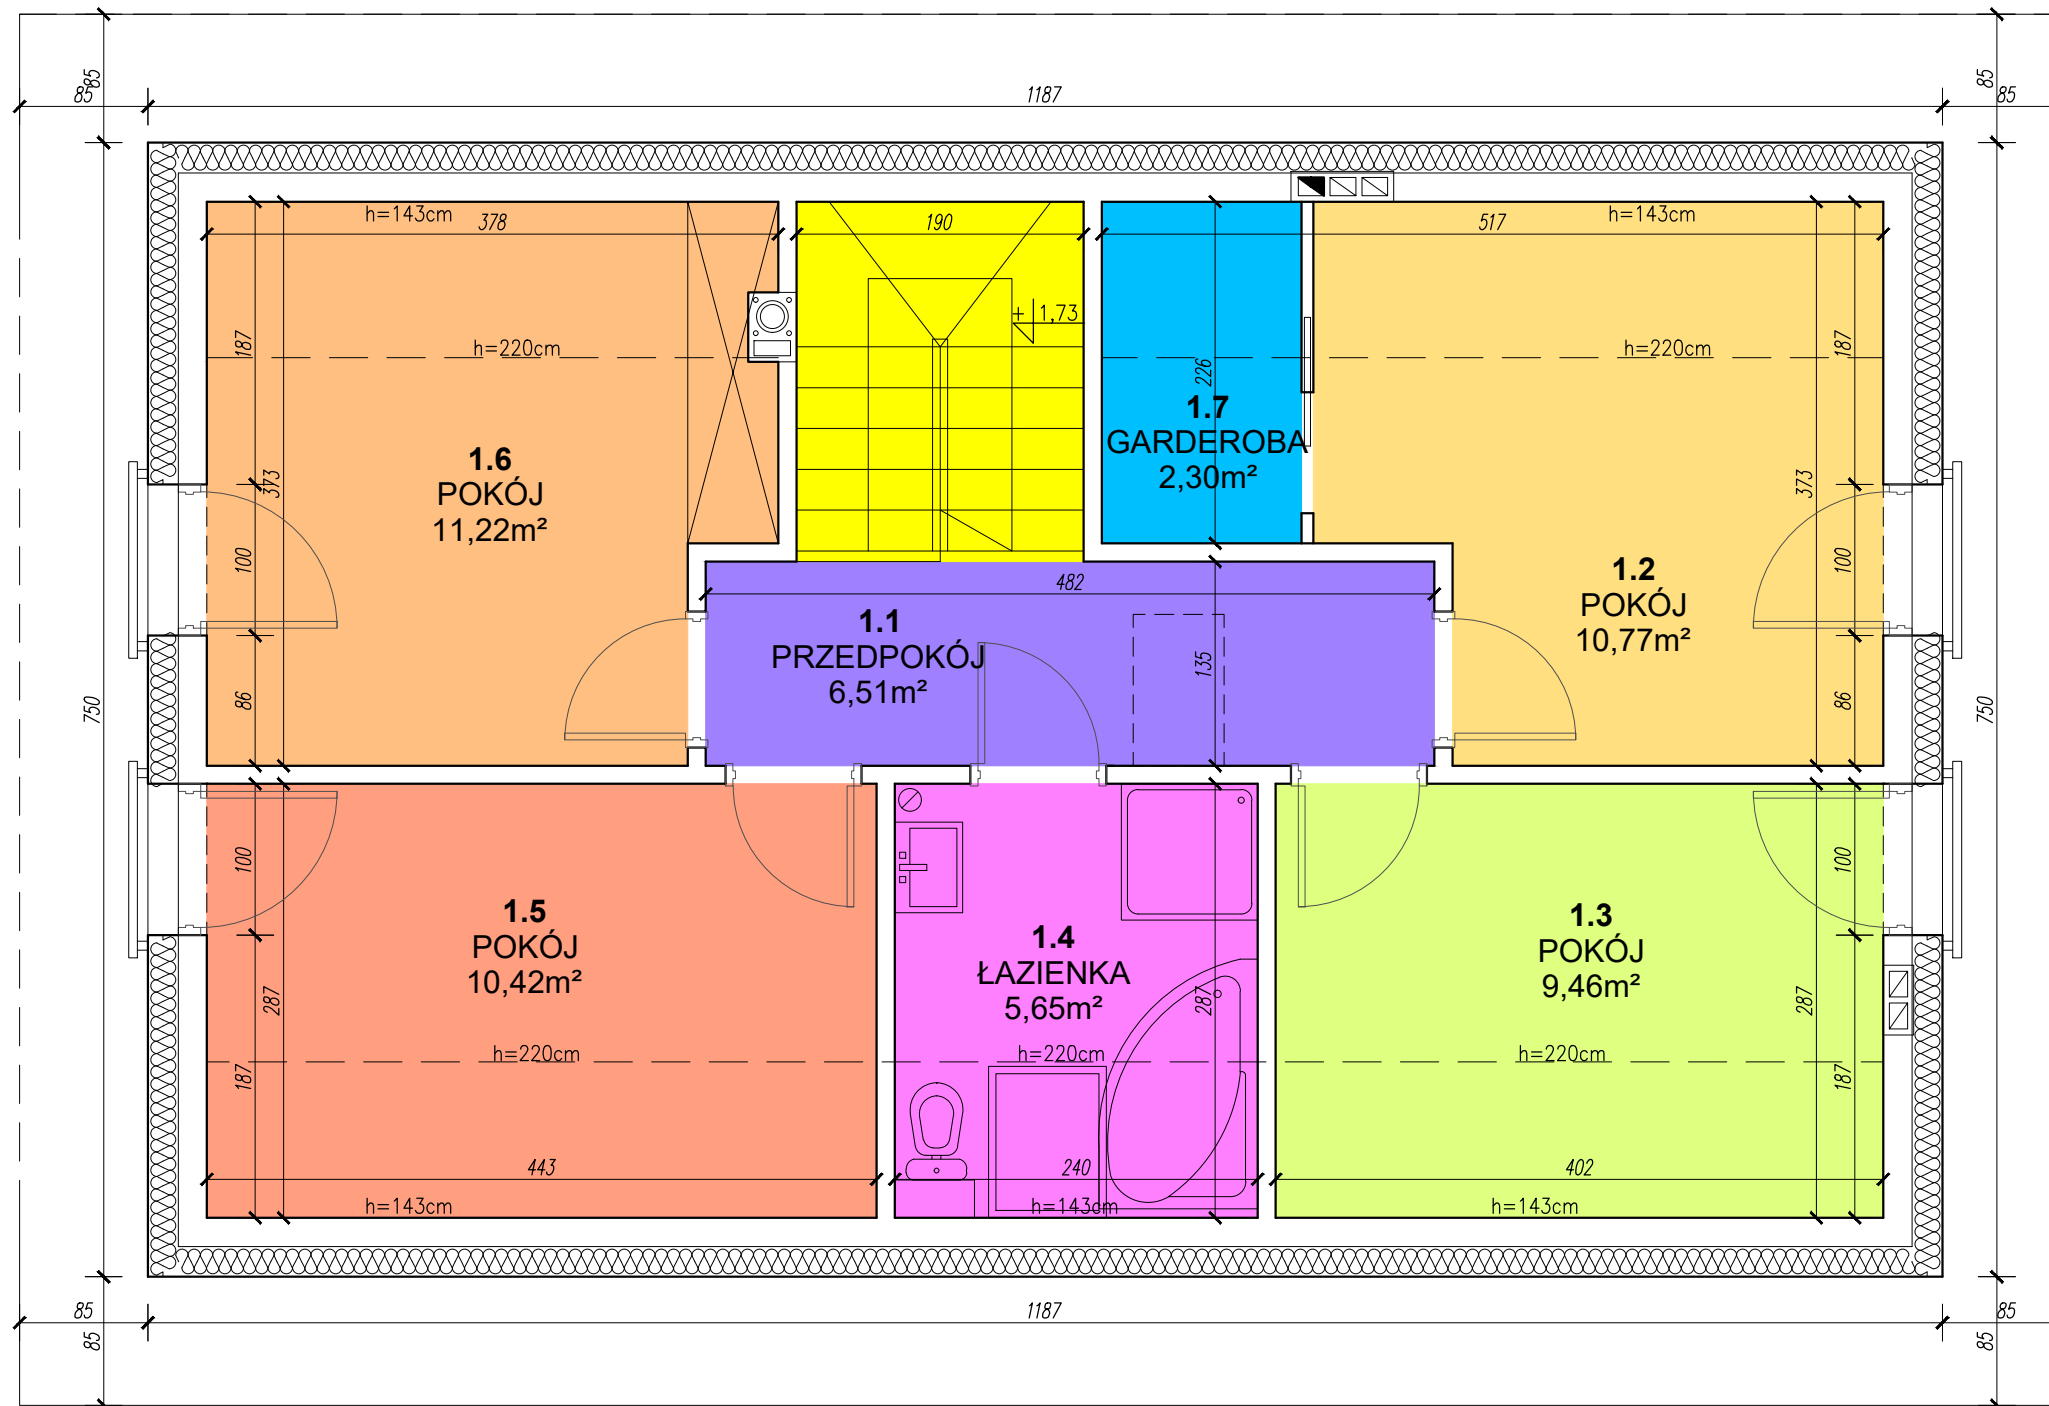 85
85
1187
85
85
h=143cm
378
190
517
h=143cm
187
h=220cm
+ 1,73
h=220cm
187
226
1.7
GARDEROBA
2,30m²
1.6
POKÓJ
11,22m²
373
373
100
482
1.2
POKÓJ
10,77m²
100
1.1
PRZEDPOKÓJ
6,51m²
135
86
86
750
750
100
100
1.5
POKÓJ
10,42m²
1.4
ŁAZIENKA
5,65m²
1.3
POKÓJ
9,46m²
287
287
287
h=220cm
h=220cm
h=220cm
187
187
443
240
402
h=143cm
h=143cm
h=143cm
85
1187
85
85
85